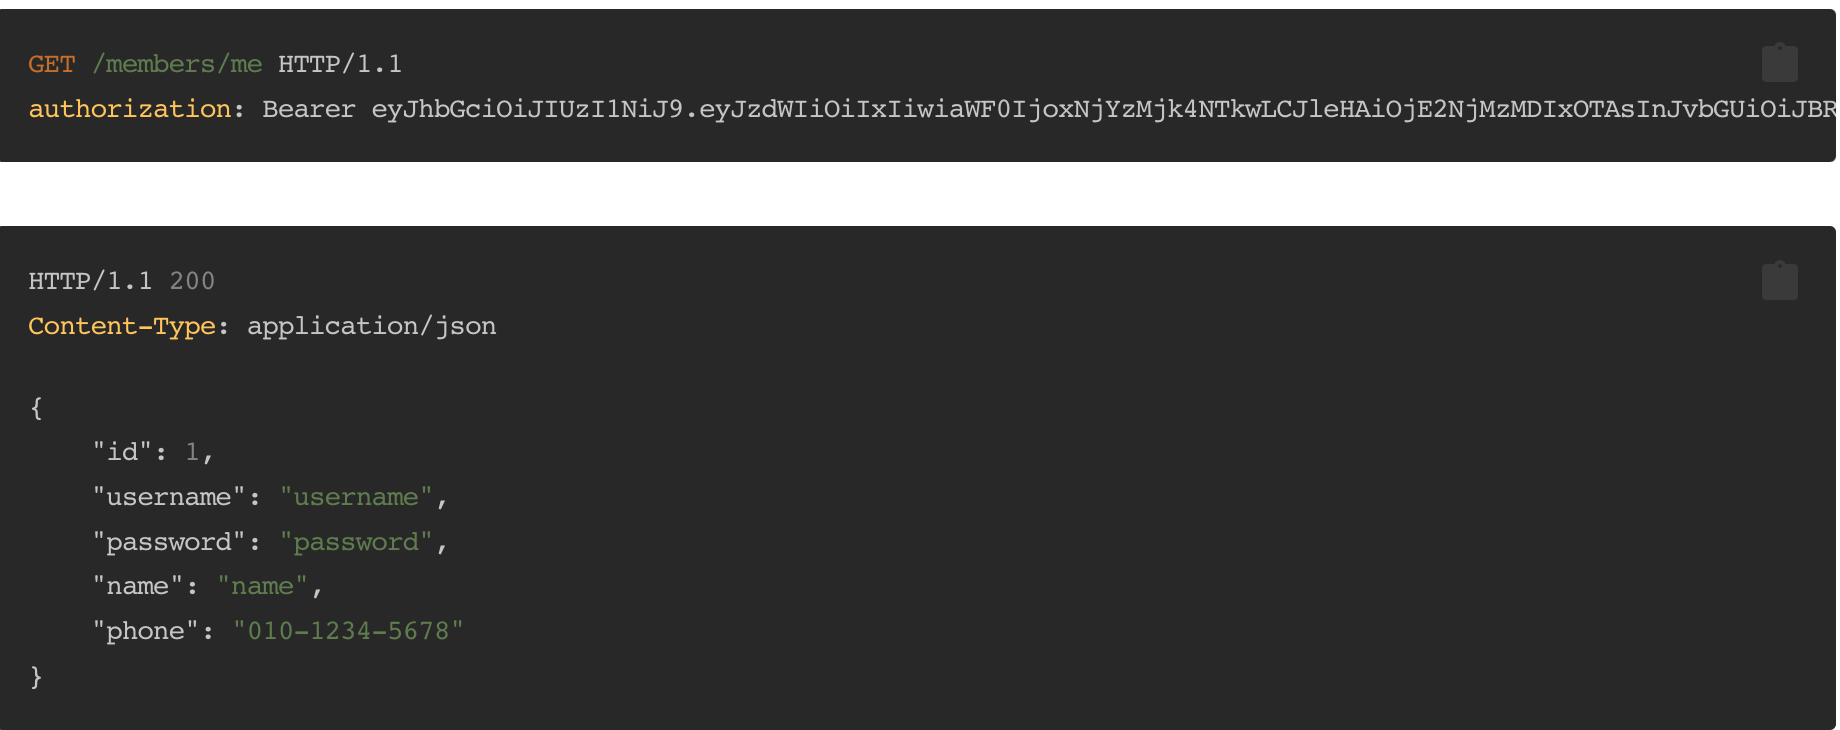 GET /members/me HTTP/1.1
authorization: Bearer eyJhbGciOiJIUzI1NiJ9.eyJzdWIiOiIxIiwiaWF0IjoxNjYzMjk4NTkwLCJleHAiOjE2NjMzMDIxOTAsInJvbGUiOiJBR
HTTP/1.1 200
Content-Type: application/json
{
"id": 1,
"username": "username",
"password": "password",
"name": "name",
"phone": "010-1234-5678"
}